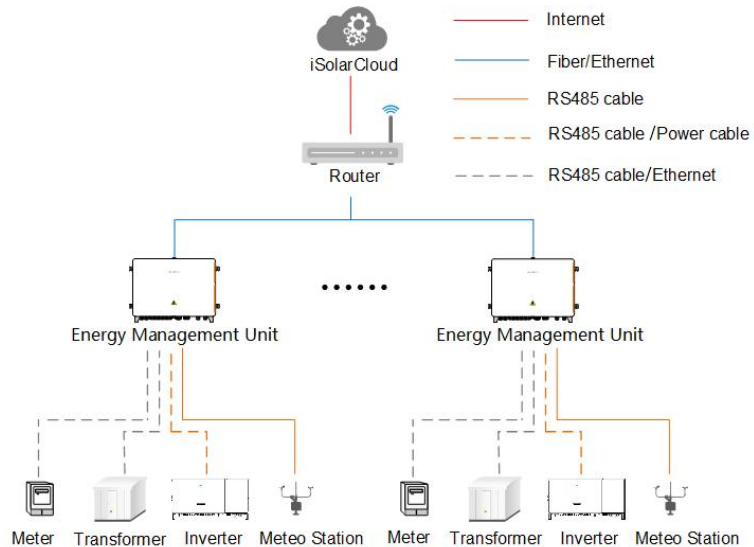 Internet
iSolarCloud
Fiber/Ethernet
RS485 cable
RS485 cable /Power cable
Router
RS485 cable/Ethernet
......
Energy Management Unit
Energy Management Unit
Meter
Transformer
Inverter
Meteo Station
Meter
Transformer
Inverter
Meteo Station